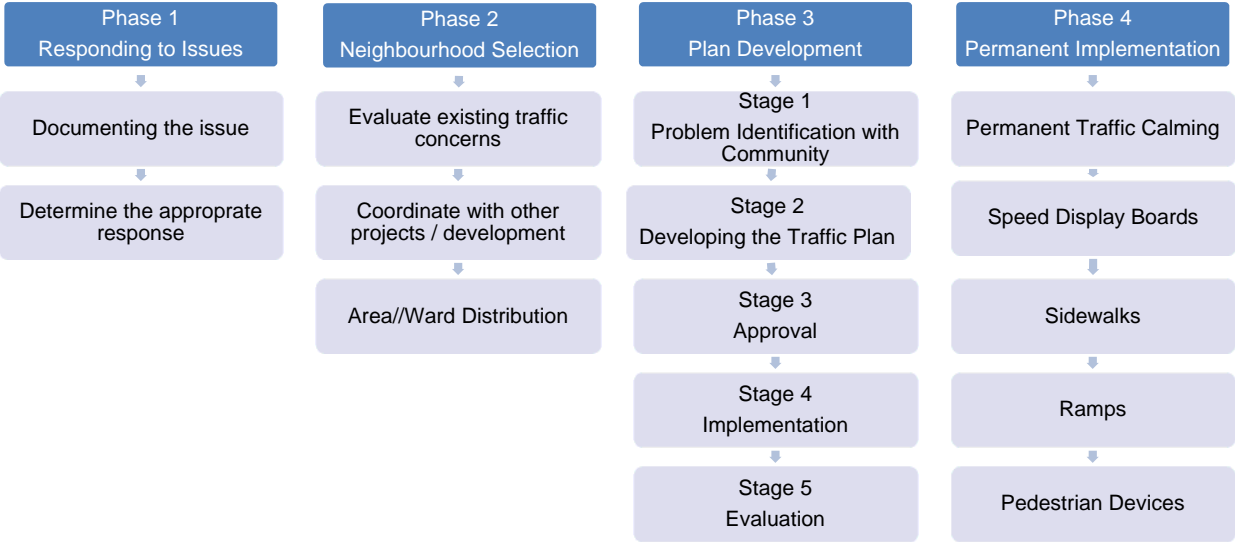 Phase 1
Responding to Issues
Documenting the issue
Determine the approprate
response
Phase 2
Neighbourhood Selection
Evaluate existing traffic
concerns
Coordinate with other
projects / development
Area//Ward Distribution
Phase 3
Plan Development
Stage 1
Problem Identification with
Community
Stage 2
Developing the Traffic Plan
Stage 3
Approval
Stage 4
Implementation
Stage 5
Evaluation
Phase 4
Permanent Implementation
Permanent Traffic Calming
Speed Display Boards
Sidewalks
Ramps
Pedestrian Devices